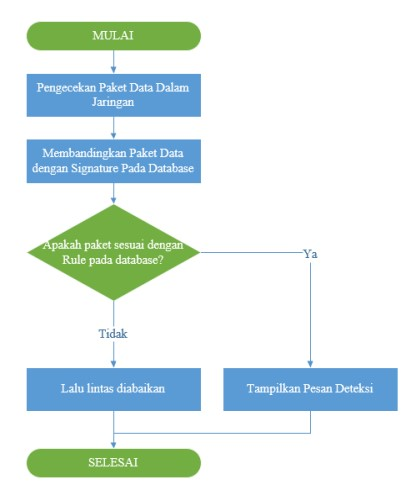 MULAI
Pengecekan Paket Data Dalam
Jaringan
Membandingkan Paket Data
dengan Signature Pada Database
Apakah paket sesuai dengan
Rule pada database?
Ya
Tidak
Lalu lintas diabaikan
Tampilkan Pesan Deteksi
SELESAI